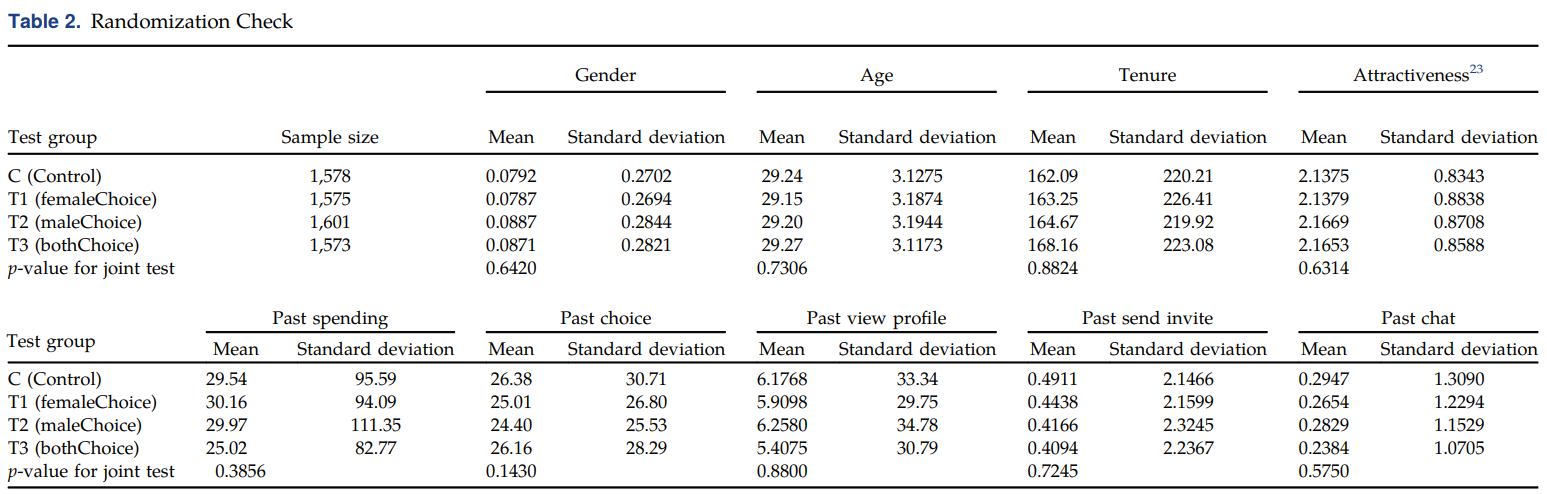 Table 2. Randomization Check
Gender Age Tenure Attractiveness23
Test group Sample size Mean Standard deviation Mean Standard deviation Mean Standard deviation Mean Standard deviation
C (Control) 1,578 0.0792 0.2702 29.24 3.1275 162.09 220.21 2.1375 0.8343
T1 (femaleChoice) 1,575 0.0787 0.2694 29.15 3.1874 163.25 226.41 2.1379 0.8838
T2 (maleChoice) 1,601 0.0887 0.2844 29.20 3.1944 164.67 219.92 2.1669 0.8708
T3 (bothChoice) 1,573 0.0871 0.2821 29.27 3.1173 168.16 223.08 2.1653 0.8588
p-value for joint test 0.6420 0.7306 0.8824 0.6314
Past spending Past choice Past view profile Past send invite Past chat
Test group Mean Standard deviation Mean Standard deviation Mean Standard deviation Mean Standard deviation Mean Standard deviation
C (Control) 29.54 95.59 26.38 30.71 6.1768 33.34 0.4911 2.1466 0.2947 1.3090
T1 (femaleChoice) 30.16 94.09 25.01 26.80 5.9098 29.75 0.4438 2.1599 0.2654 1.2294
T2 (maleChoice) 29.97 111.35 24.40 25.53 6.2580 34.78 0.4166 2.3245 0.2829 1.1529
T3 (bothChoice) 25.02 82.77 26.16 28.29 5.4075 30.79 0.4094 2.2367 0.2384 1.0705
p-value for joint test 0.3856 0.1430 0.8800 0.7245 0.5750